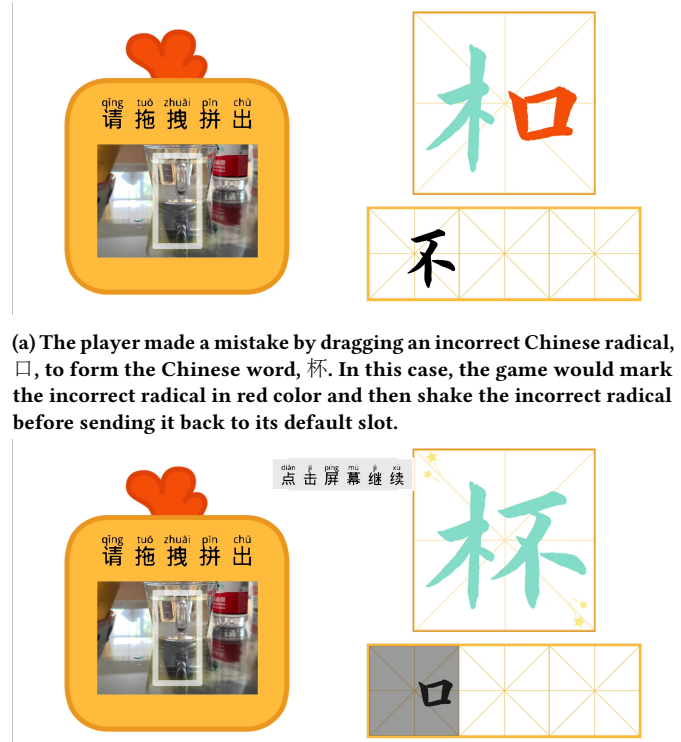 qǐng tuō zhuāi pīn chū
请拖拽拼出
木口
不
(a) The player made a mistake by dragging an incorrect Chinese radical,
口, to form the Chinese word, 杯. In this case, the game would mark
the incorrect radical in red color and then shake the incorrect radical
before sending it back to its default slot.
diǎn jī píng mù jì xù
点击屏幕继续
qǐng tuō zhuāi pīn chū
请拖拽拼出
杯
口